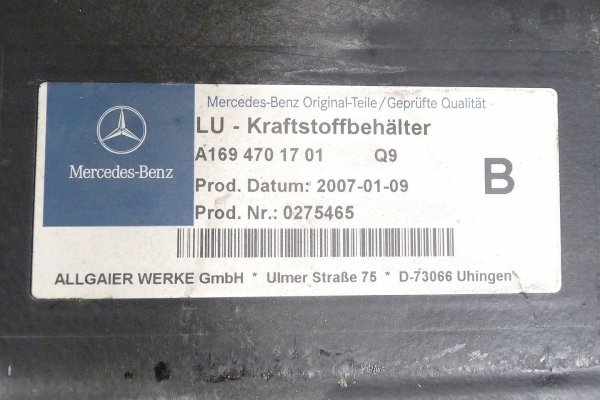 Mercedes-Benz Original-Teile/Geprüfte Qualität
Mercedes-Benz
LU - Kraftstoffbehälter
A169 470 17 01 Q9
B
Prod. Datum: 2007-01-09
Prod. Nr.: 0275465
ALLGAIER WERKE GmbH * Ulmer Straße 75 * D-73066 Uhingen